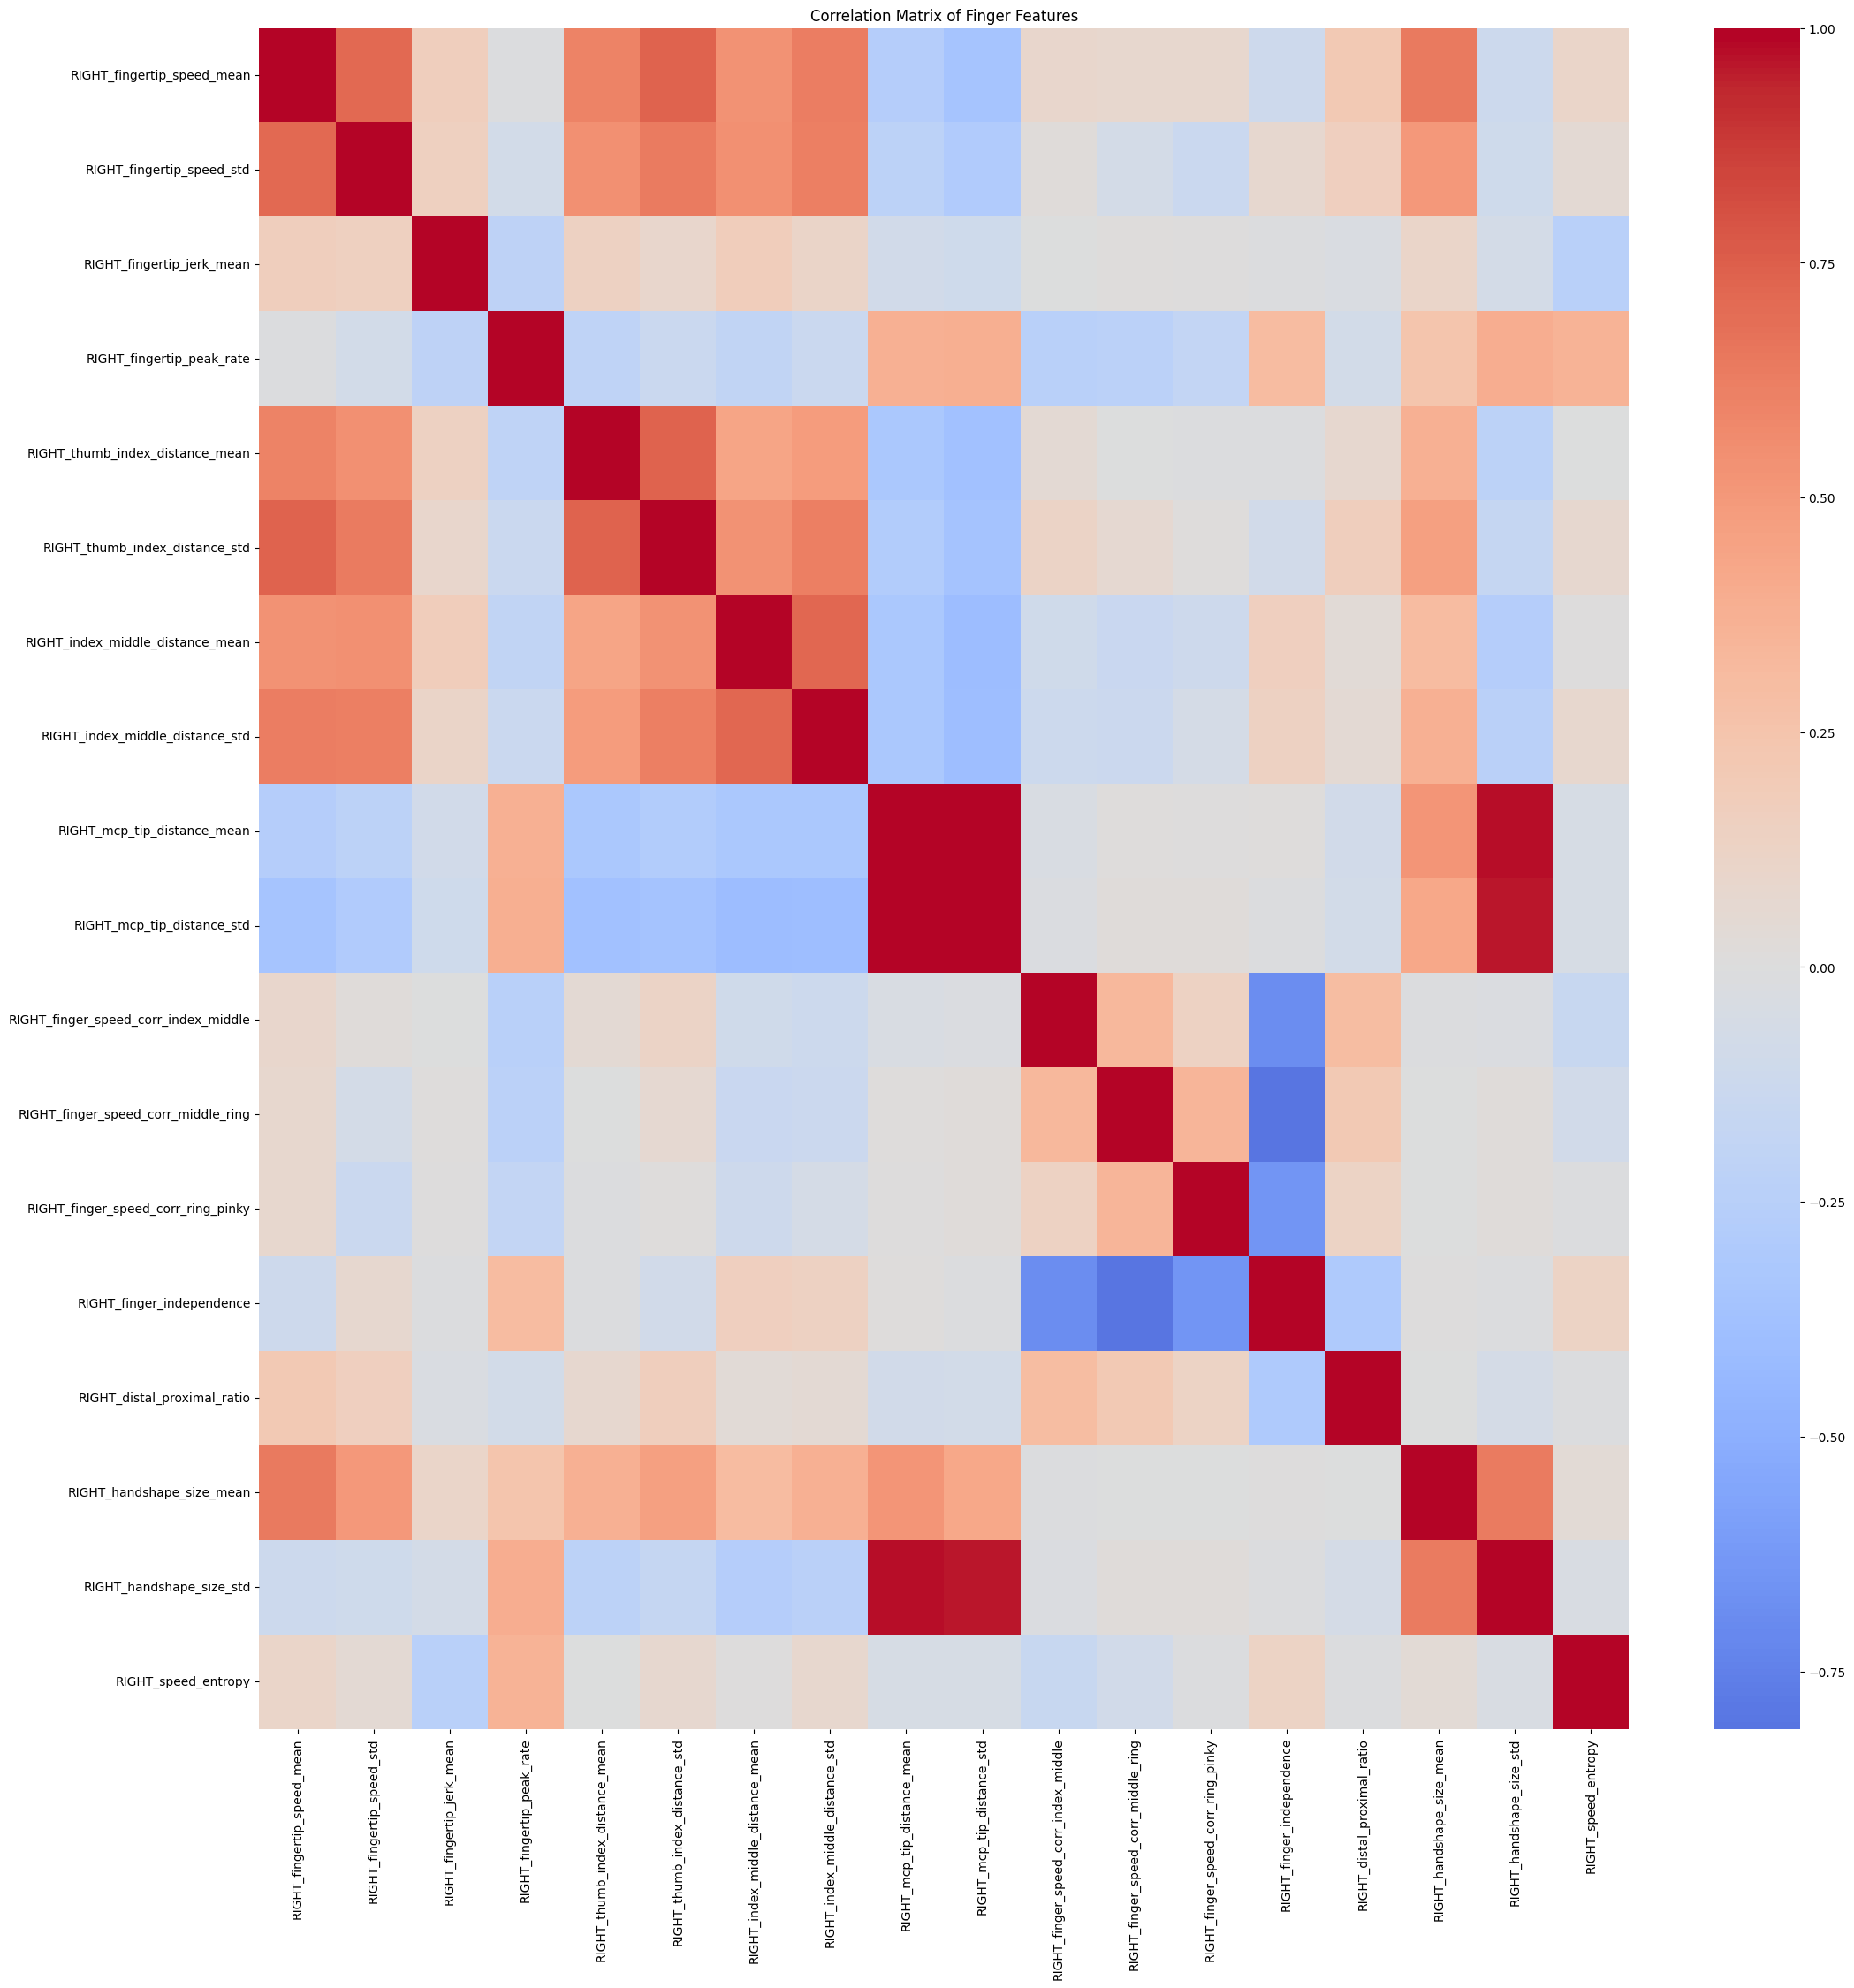 Correlation Matrix of Finger Features
RIGHT_fingertip_speed_mean
RIGHT_fingertip_speed_std
RIGHT_fingertip_jerk_mean
RIGHT_fingertip_peak_rate
RIGHT_thumb_index_distance_mean
RIGHT_thumb_index_distance_std
RIGHT_index_middle_distance_mean
RIGHT_index_middle_distance_std
RIGHT_mcp_tip_distance_mean
RIGHT_mcp_tip_distance_std
RIGHT_finger_speed_corr_index_middle
RIGHT_finger_speed_corr_middle_ring
RIGHT_finger_speed_corr_ring_pinky
RIGHT_finger_independence
RIGHT_distal_proximal_ratio
RIGHT_handshape_size_mean
RIGHT_handshape_size_std
RIGHT_speed_entropy
RIGHT_fingertip_speed_mean
RIGHT_fingertip_speed_std
RIGHT_fingertip_jerk_mean
RIGHT_fingertip_peak_rate
RIGHT_thumb_index_distance_mean
RIGHT_thumb_index_distance_std
RIGHT_index_middle_distance_mean
RIGHT_index_middle_distance_std
RIGHT_mcp_tip_distance_mean
RIGHT_mcp_tip_distance_std
RIGHT_finger_speed_corr_index_middle
RIGHT_finger_speed_corr_middle_ring
RIGHT_finger_speed_corr_ring_pinky
RIGHT_finger_independence
RIGHT_distal_proximal_ratio
RIGHT_handshape_size_mean
RIGHT_handshape_size_std
RIGHT_speed_entropy
1.00
0.75
0.50
0.25
0.00
−0.25
−0.50
−0.75